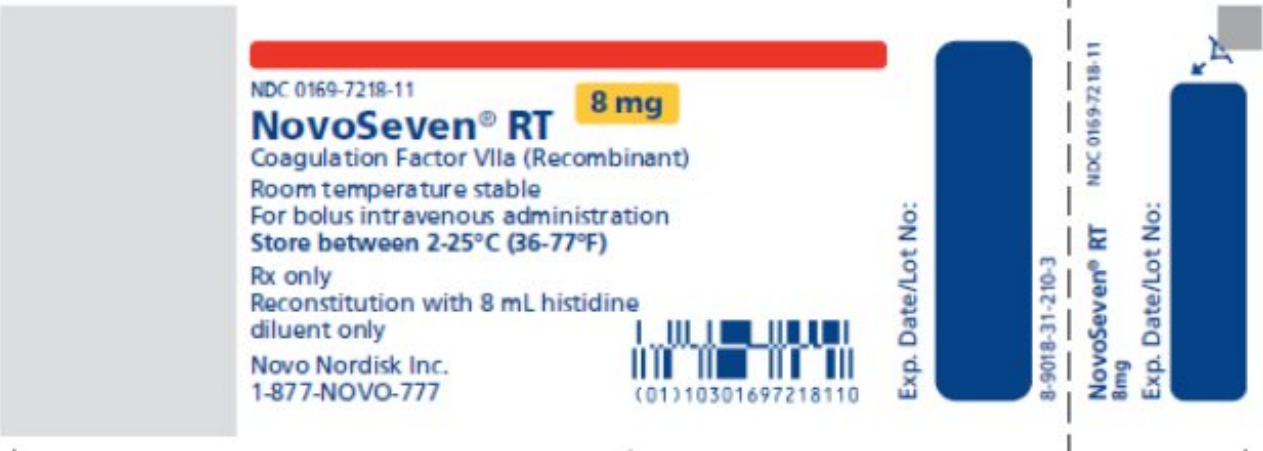 NDC 0169-7218-11
NovoSeven® RT 8 mg
Coagulation Factor VIIa (Recombinant)
Room temperature stable
For bolus intravenous administration
Store between 2-25°C (36-77°F)
Rx only
Reconstitution with 8 mL histidine
diluent only
Novo Nordisk Inc.
1-877-NOVO-777
(01)10301697218110
Exp. Date/Lot No:
8-9018-31-210-3
NovoSeven® RT NDC 0169-7218-11
8mg
Exp. Date/Lot No: